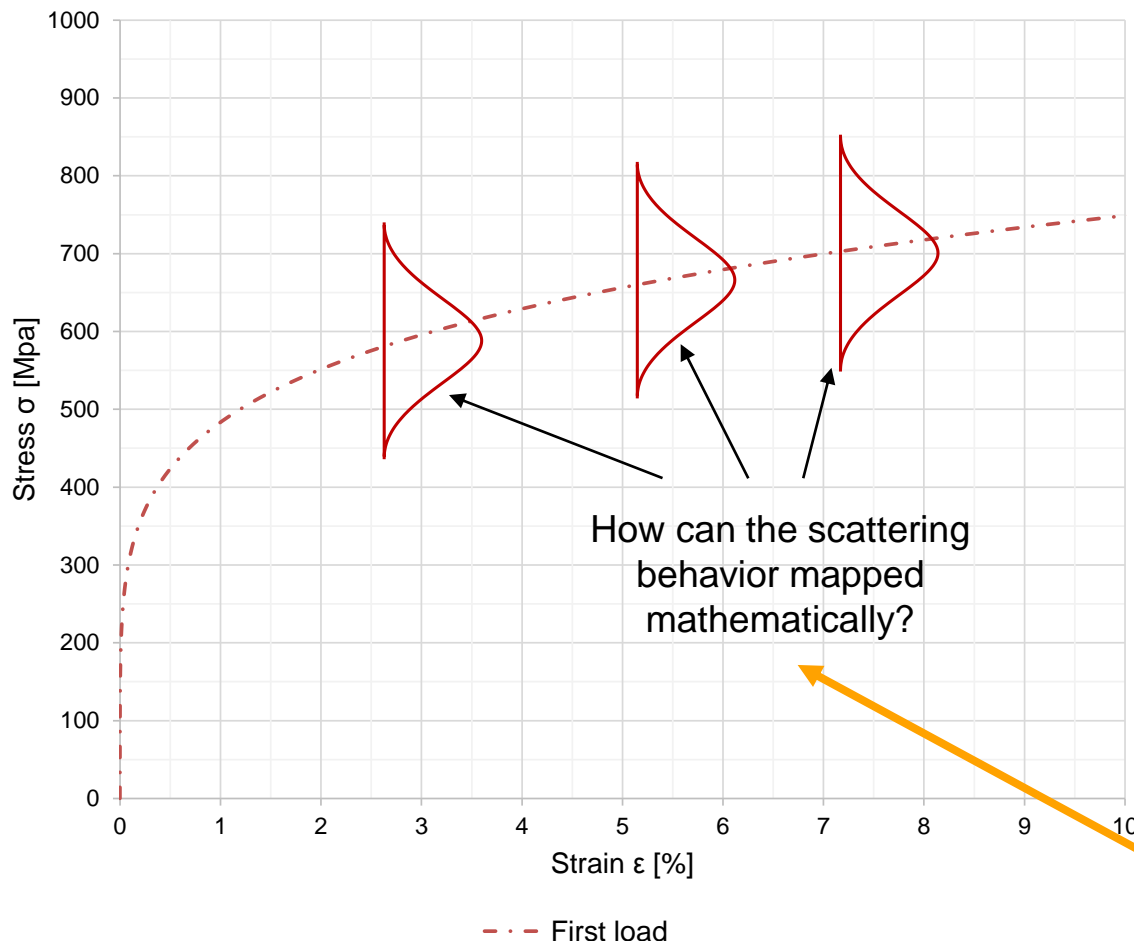 1000
900
800
700
600
500
400
300
200
100
0
Stress σ [Mpa]
How can the scattering
behavior mapped
mathematically?
0 1 2 3 4 5 6 7 8 9 10
Strain ε [%]
First load